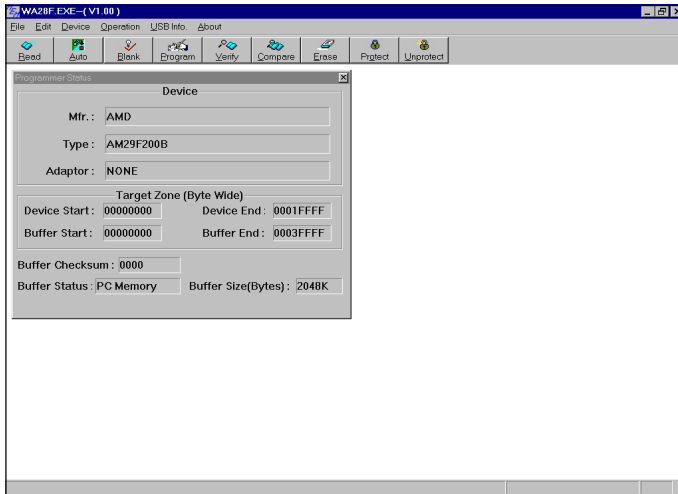 WA28F.EXE--( V1.00 )
File Edit Device Operation USB Info. About
Read Auto Blank Program Verify Compare Erase Protect Unprotect
Programmer Status
Device
Mfr. : AMD
Type : AM29F200B
Adaptor : NONE
Target Zone (Byte Wide)
Device Start : 00000000 Device End : 0001FFFF
Buffer Start : 00000000 Buffer End : 0003FFFF
Buffer Checksum : 0000
Buffer Status : PC Memory Buffer Size(Bytes) : 2048K